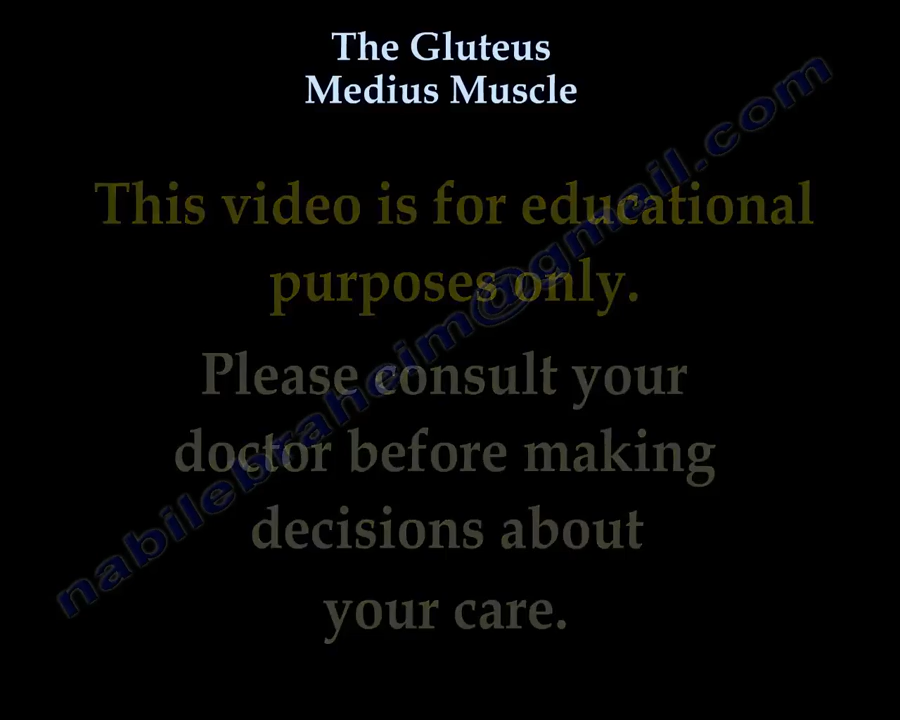 The Gluteus
Medius Muscle
This video is for educational
purposes only.
Please consult your
doctor before making
decisions about
your care.
nabilebraheim@gmail.com